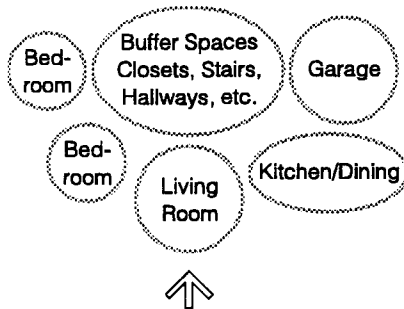 Bed-
room
Buffer Spaces
Closets, Stairs,
Hallways, etc.
Garage
Bed-
room
Living
Room
Kitchen/Dining